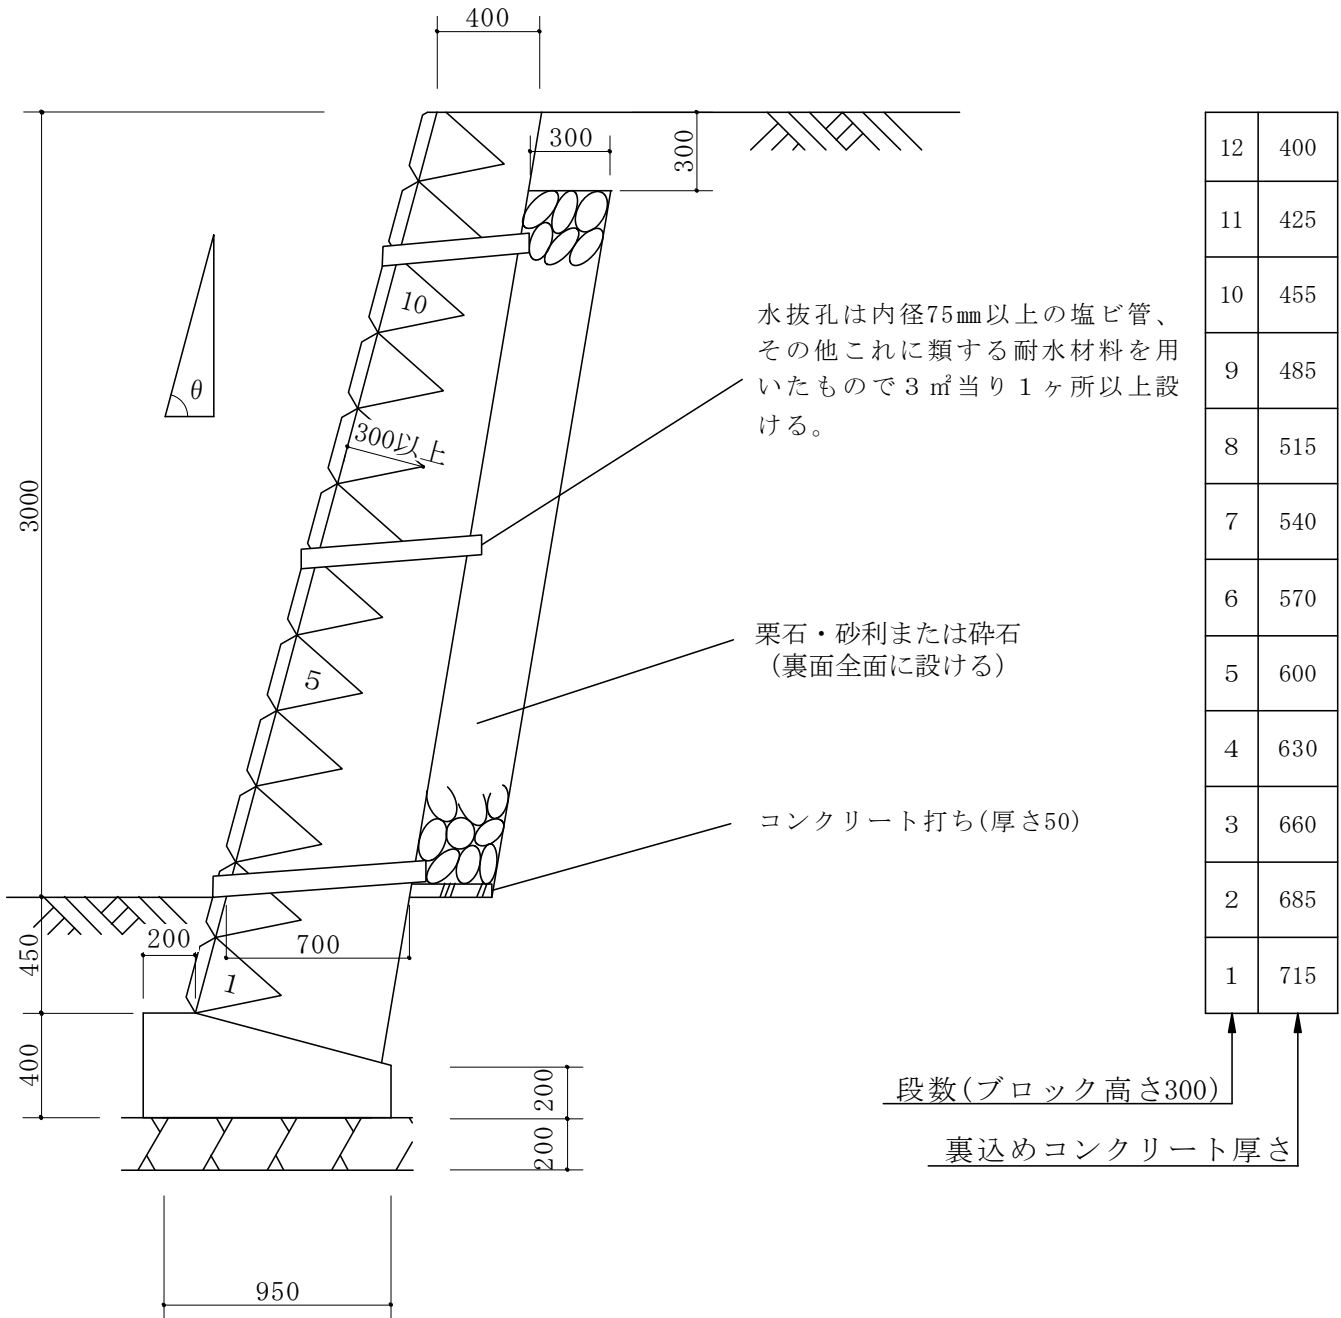 400
300
300
12 400
11 425
10 455
9 485
8 515
7 540
6 570
5 600
4 630
3 660
2 685
1 715
10
θ
水抜孔は内径75㎜以上の塩ビ管、
その他これに類する耐水材料を用
いたもので３㎡当り１ヶ所以上設
ける。
300以上
3000
栗石・砂利または砕石
(裏面全面に設ける)
5
コンクリート打ち(厚さ50)
200
700
450
1
400
200
200
段数(ブロック高さ300)
裏込めコンクリート厚さ
950